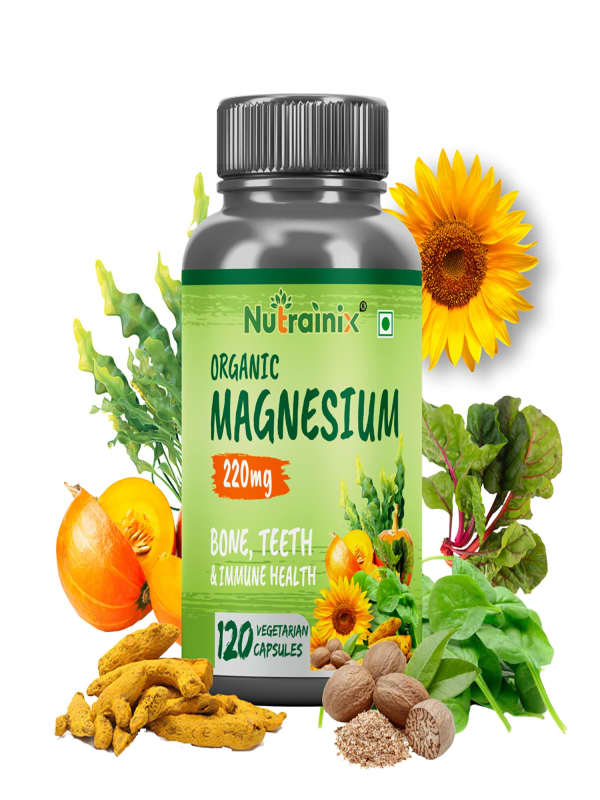 Nutrainix
ORGANIC
MAGNESIUM
220mg
BONE, TEETH
& IMMUNE HEALTH
120 VEGETARIAN
CAPSULES